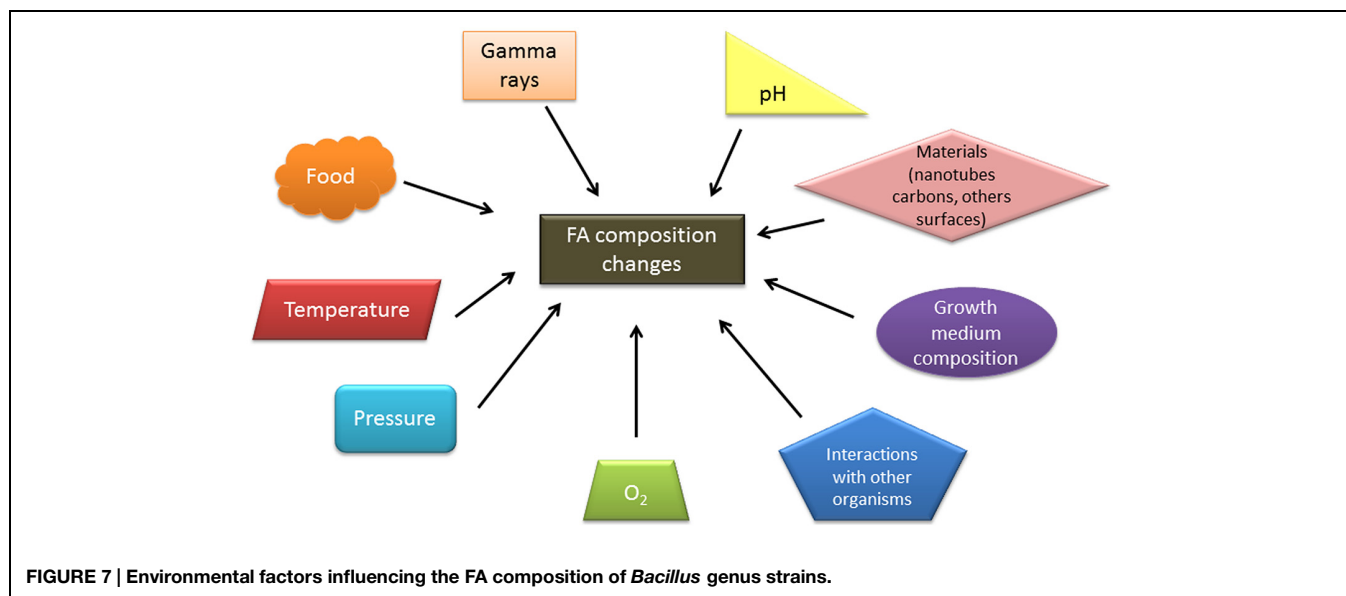 Gamma
rays
pH
Materials
(nanotubes
carbons, others
surfaces)
Food
FA composition
changes
Temperature
Growth
medium
composition
Pressure
Interactions
with other
organisms
O₂
FIGURE 7 | Environmental factors influencing the FA composition of Bacillus genus strains.